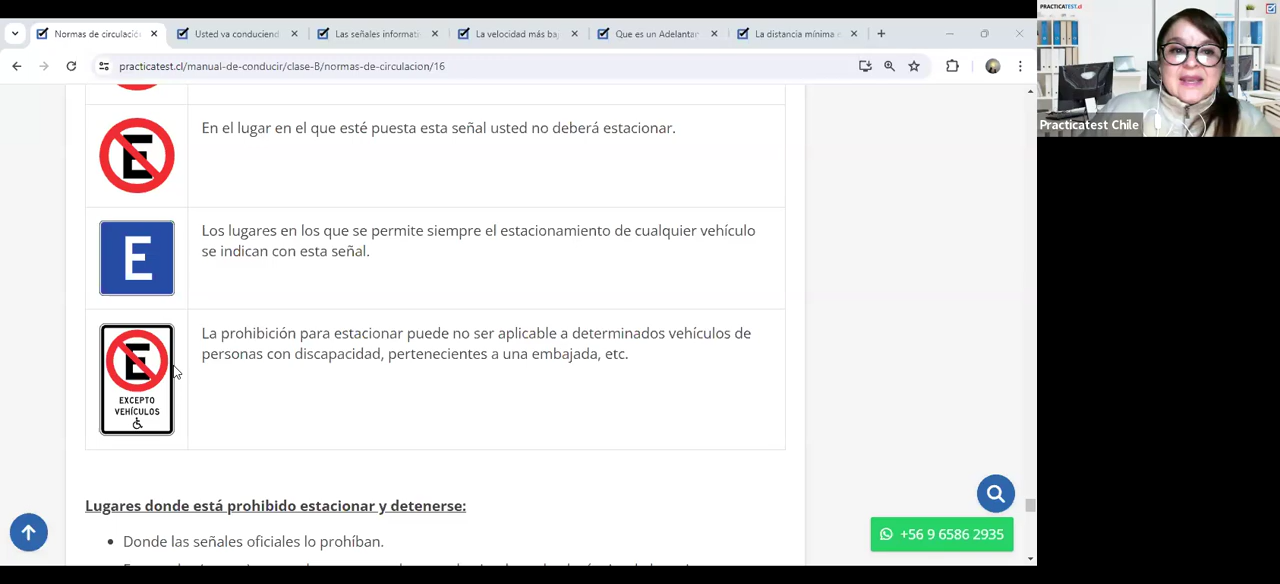 Normas de circulació
Usted va conduciend
Las señales informat
La velocidad más ba
Que es un Adelantar
La distancia mínima
practicatest.cl/manual-de-conducir/clase-B/normas-de-circulacion/16
PRACTICATEST.cl
Practicatest Chile
E
En el lugar en el que esté puesta esta señal usted no deberá estacionar.
E
Los lugares en los que se permite siempre el estacionamiento de cualquier vehículo
se indican con esta señal.
E
EXCEPTO
VEHÍCULOS
La prohibición para estacionar puede no ser aplicable a determinados vehículos de
personas con discapacidad, pertenecientes a una embajada, etc.
Lugares donde está prohibido estacionar y detenerse:
• Donde las señales oficiales lo prohíban.
+56 9 6586 2935